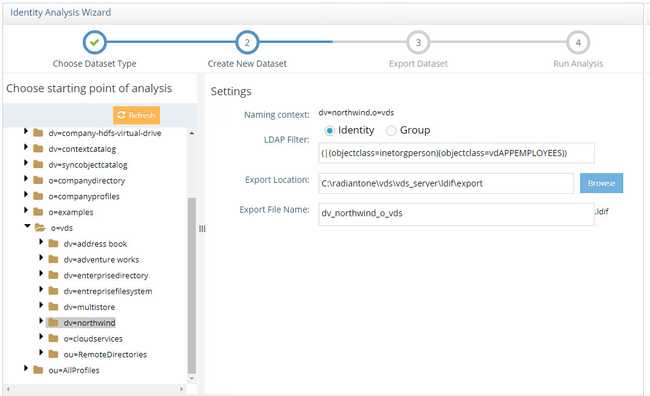 Identity Analysis Wizard
2
3
4
Choose Dataset Type
Create New Dataset
Export Dataset
Run Analysis
Choose starting point of analysis
Refresh
dv=company-hdfs-virtual-drive
dv=contextcatalog
dv=syncobjectcatalog
o=companydirectory
o=companyprofiles
o=examples
o=vds
dv=address book
dv=adventure works
dv=enterprisedirectory
dv=entreprisefilesystem
dv=multistore
dv=northwind
o=cloudservices
ou=RemoteDirectories
ou=AllProfiles
Settings
Naming context: dv=northwind,o=vds
Identity Group
LDAP Filter: (|(objectclass=inetorgperson)(objectclass=vdAPPEMPLOYEES))
Export Location: C:\radiantone\vds\vds_server\ldif\export Browse
Export File Name: dv_northwind_o_vds .ldif